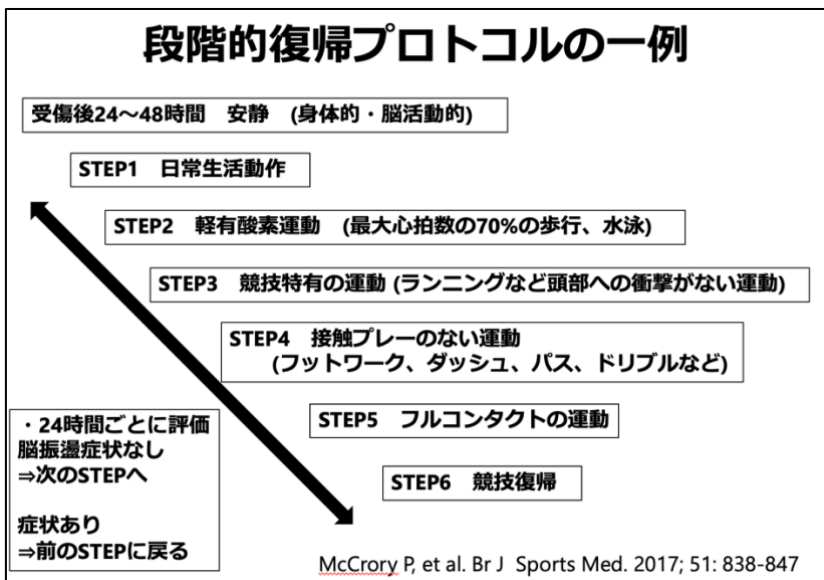 段階的復帰プロトコルの一例
受傷後24～48時間　安静　(身体的・脳活動的)
STEP1　日常生活動作
STEP2　軽有酸素運動　(最大心拍数の70%の歩行、水泳)
STEP3　競技特有の運動 (ランニングなど頭部への衝撃がない運動)
STEP4　接触プレーのない運動
(フットワーク、ダッシュ、パス、ドリブルなど)
STEP5　フルコンタクトの運動
STEP6　競技復帰
・24時間ごとに評価
脳振盪症状なし
⇒次のSTEPへ
症状あり
⇒前のSTEPに戻る
McCrory P, et al. Br J  Sports Med. 2017; 51: 838-847